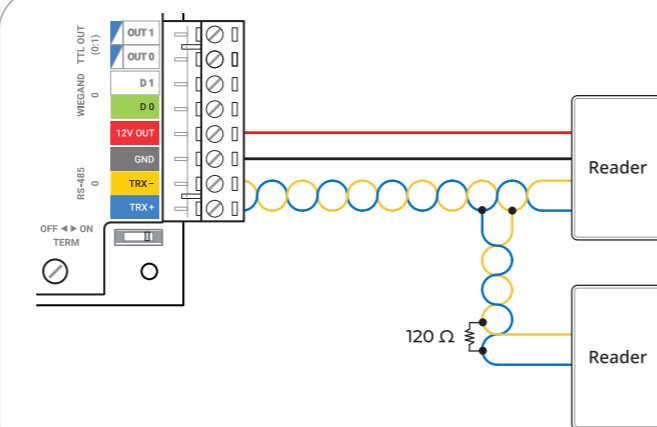 TTL OUT
(0:1)
OUT 1
OUT 0
WIEGAND
0
D 1
D 0
12V OUT
GND
RS-485
0
TRX−
TRX+
OFF ◀ ▶ ON
TERM
Reader
120 Ω
Reader